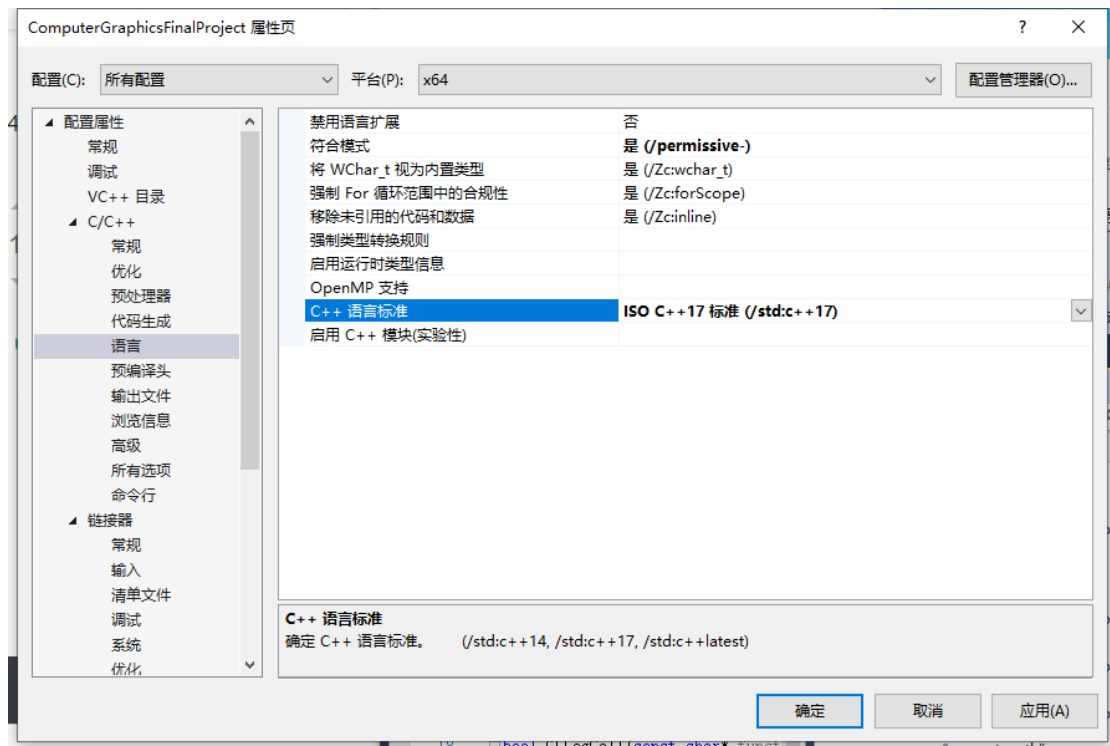 ComputerGraphicsFinalProject 属性页
配置(C): 所有配置 平台(P): x64 配置管理器(O)...
配置属性
常规
调试
VC++ 目录
C/C++
常规
优化
预处理器
代码生成
语言
预编译头
输出文件
浏览信息
高级
所有选项
命令行
链接器
常规
输入
清单文件
调试
系统
优化
禁用语言扩展 否
符合模式 是 (/permissive-)
将 WChar_t 视为内置类型 是 (/Zc:wchar_t)
强制 For 循环范围中的合规性 是 (/Zc:forScope)
移除未引用的代码和数据 是 (/Zc:inline)
强制类型转换规则
启用运行时类型信息
OpenMP 支持
C++ 语言标准 ISO C++17 标准 (/std:c++17)
启用 C++ 模块(实验性)
C++ 语言标准
确定 C++ 语言标准。 (/std:c++14, /std:c++17, /std:c++latest)
确定 取消 应用(A)